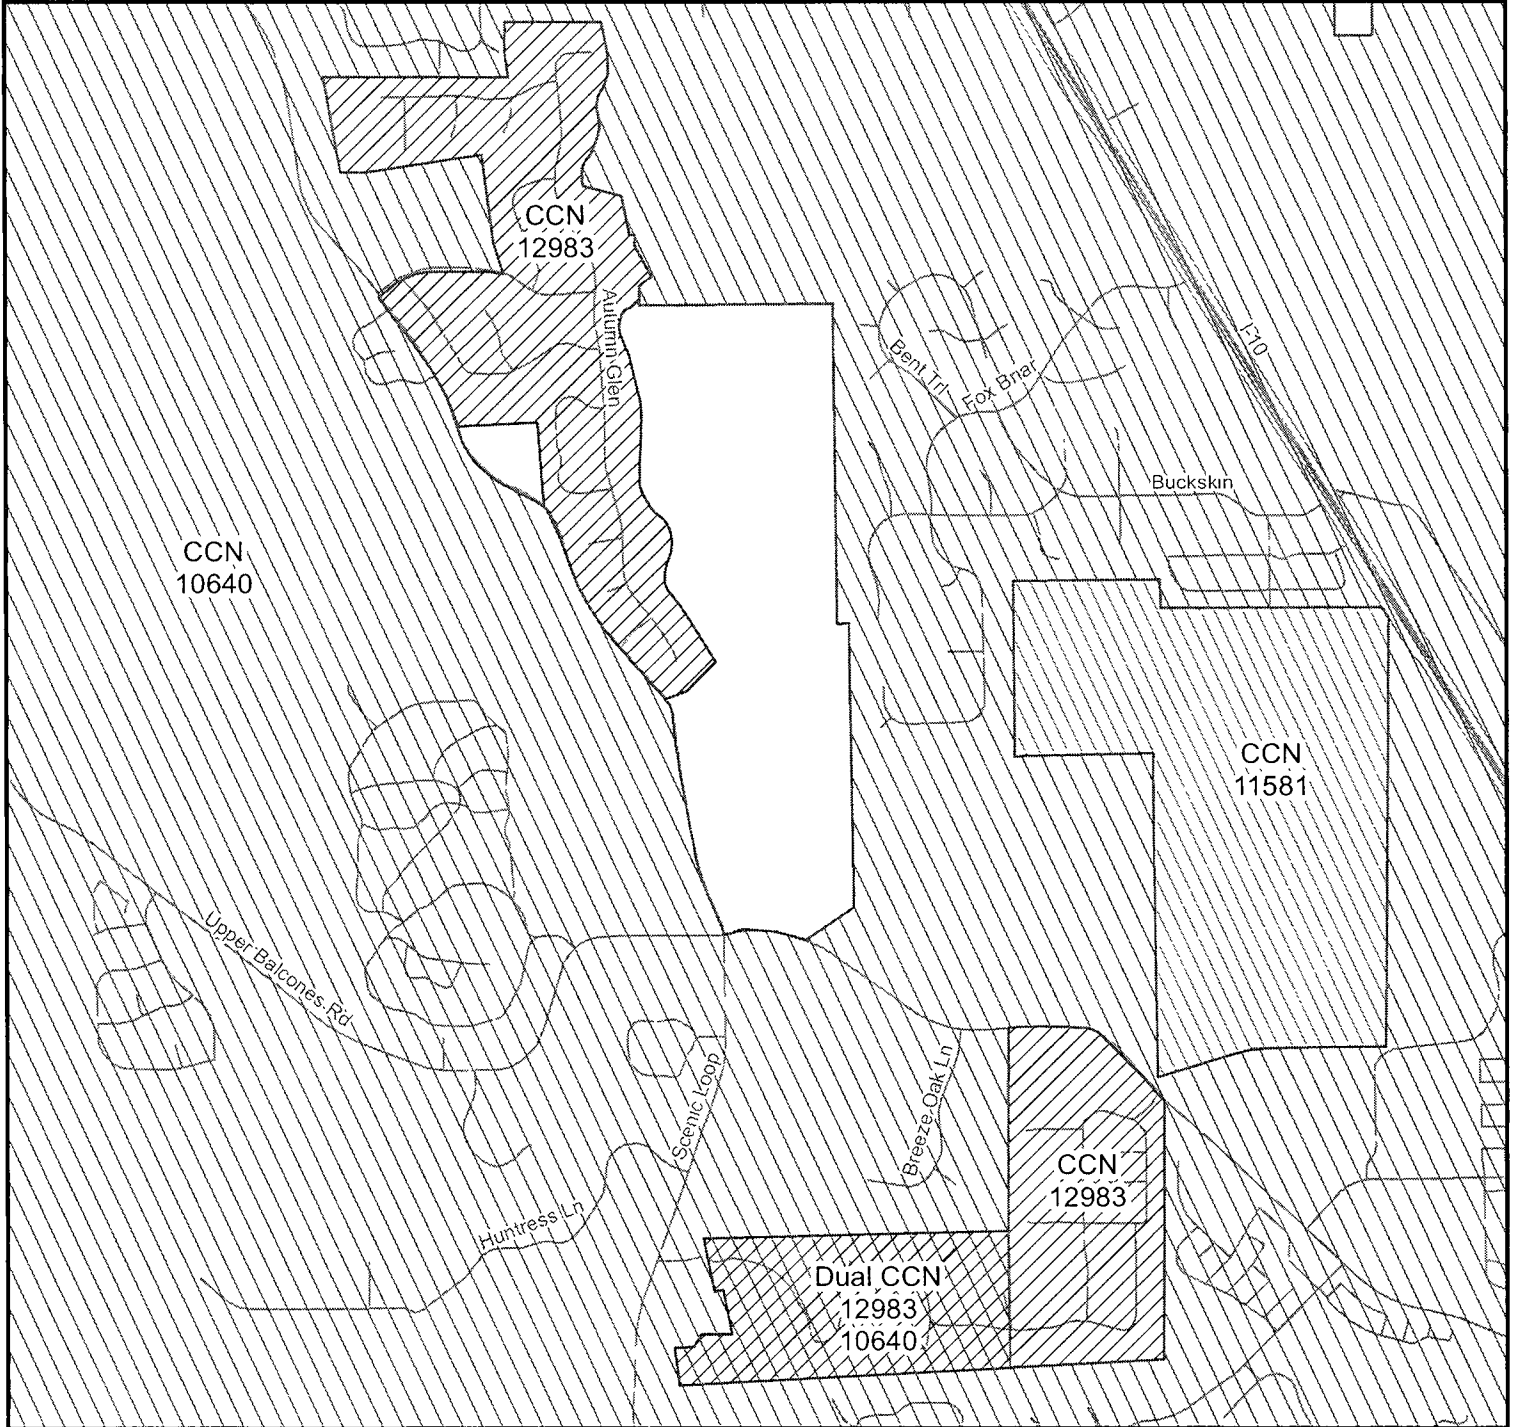 CCN
12983
Autumn Glen
I-10
Bent Trl
Fox Briar
Buckskin
CCN
10640
CCN
11581
Upper Balcones Rd
Scenic Loop
Breeze Oak Ln
CCN
12983
Huntress Ln
Dual CCN
12983
10640